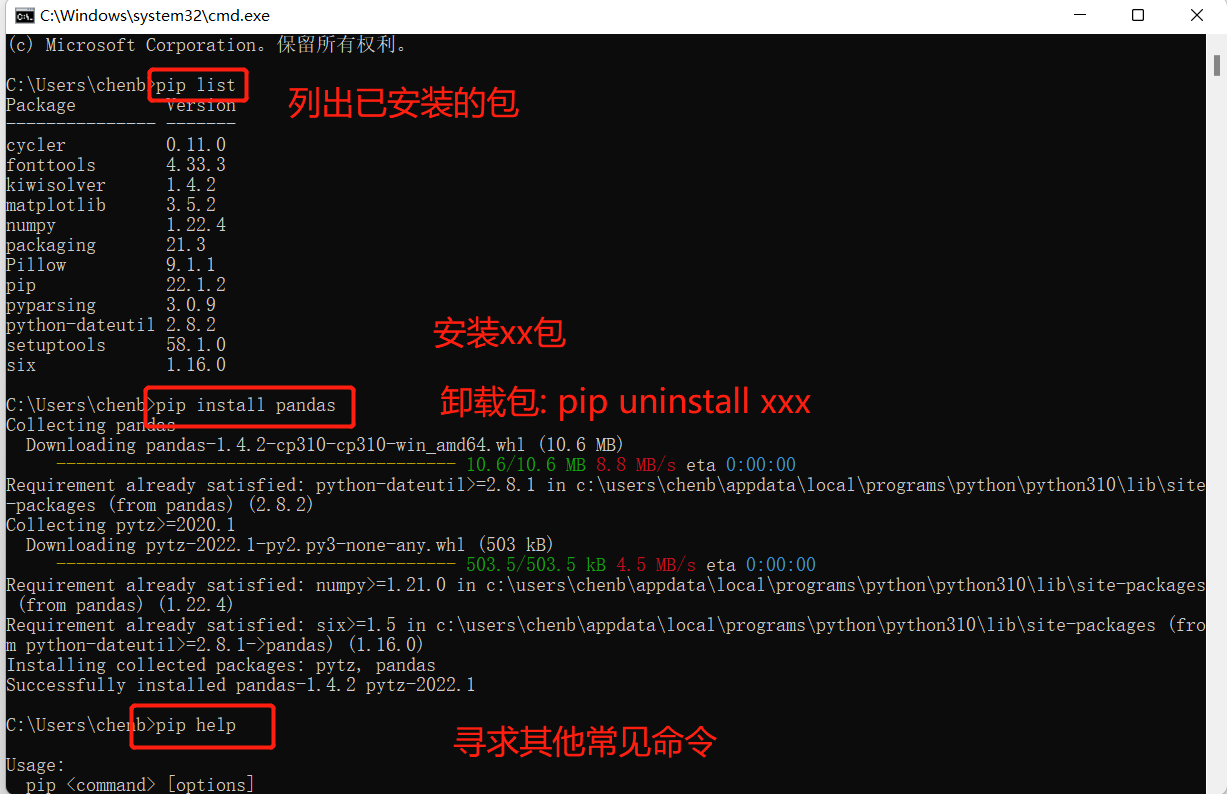 C:\Windows\system32\cmd.exe
(c) Microsoft Corporation。保留所有权利。
C:\Users\chenb>pip list
列出已安装的包
Package Version
--------------- -------
cycler 0.11.0
fonttools 4.33.3
kiwisolver 1.4.2
matplotlib 3.5.2
numpy 1.22.4
packaging 21.3
Pillow 9.1.1
pip 22.1.2
pyparsing 3.0.9
python-dateutil 2.8.2
setuptools 58.1.0
six 1.16.0
安装xx包
C:\Users\chenb>pip install pandas
卸载包: pip uninstall xxx
Collecting pandas
Downloading pandas-1.4.2-cp310-cp310-win_amd64.whl (10.6 MB)
---------------------------------------- 10.6/10.6 MB 8.8 MB/s eta 0:00:00
Requirement already satisfied: python-dateutil>=2.8.1 in c:\users\chenb\appdata\local\programs\python\python310\lib\site
-packages (from pandas) (2.8.2)
Collecting pytz>=2020.1
Downloading pytz-2022.1-py2.py3-none-any.whl (503 kB)
---------------------------------------- 503.5/503.5 kB 4.5 MB/s eta 0:00:00
Requirement already satisfied: numpy>=1.21.0 in c:\users\chenb\appdata\local\programs\python\python310\lib\site-packages
(from pandas) (1.22.4)
Requirement already satisfied: six>=1.5 in c:\users\chenb\appdata\local\programs\python\python310\lib\site-packages (fro
m python-dateutil>=2.8.1->pandas) (1.16.0)
Installing collected packages: pytz, pandas
Successfully installed pandas-1.4.2 pytz-2022.1
C:\Users\chenb>pip help
寻求其他常见命令
Usage:
pip <command> [options]